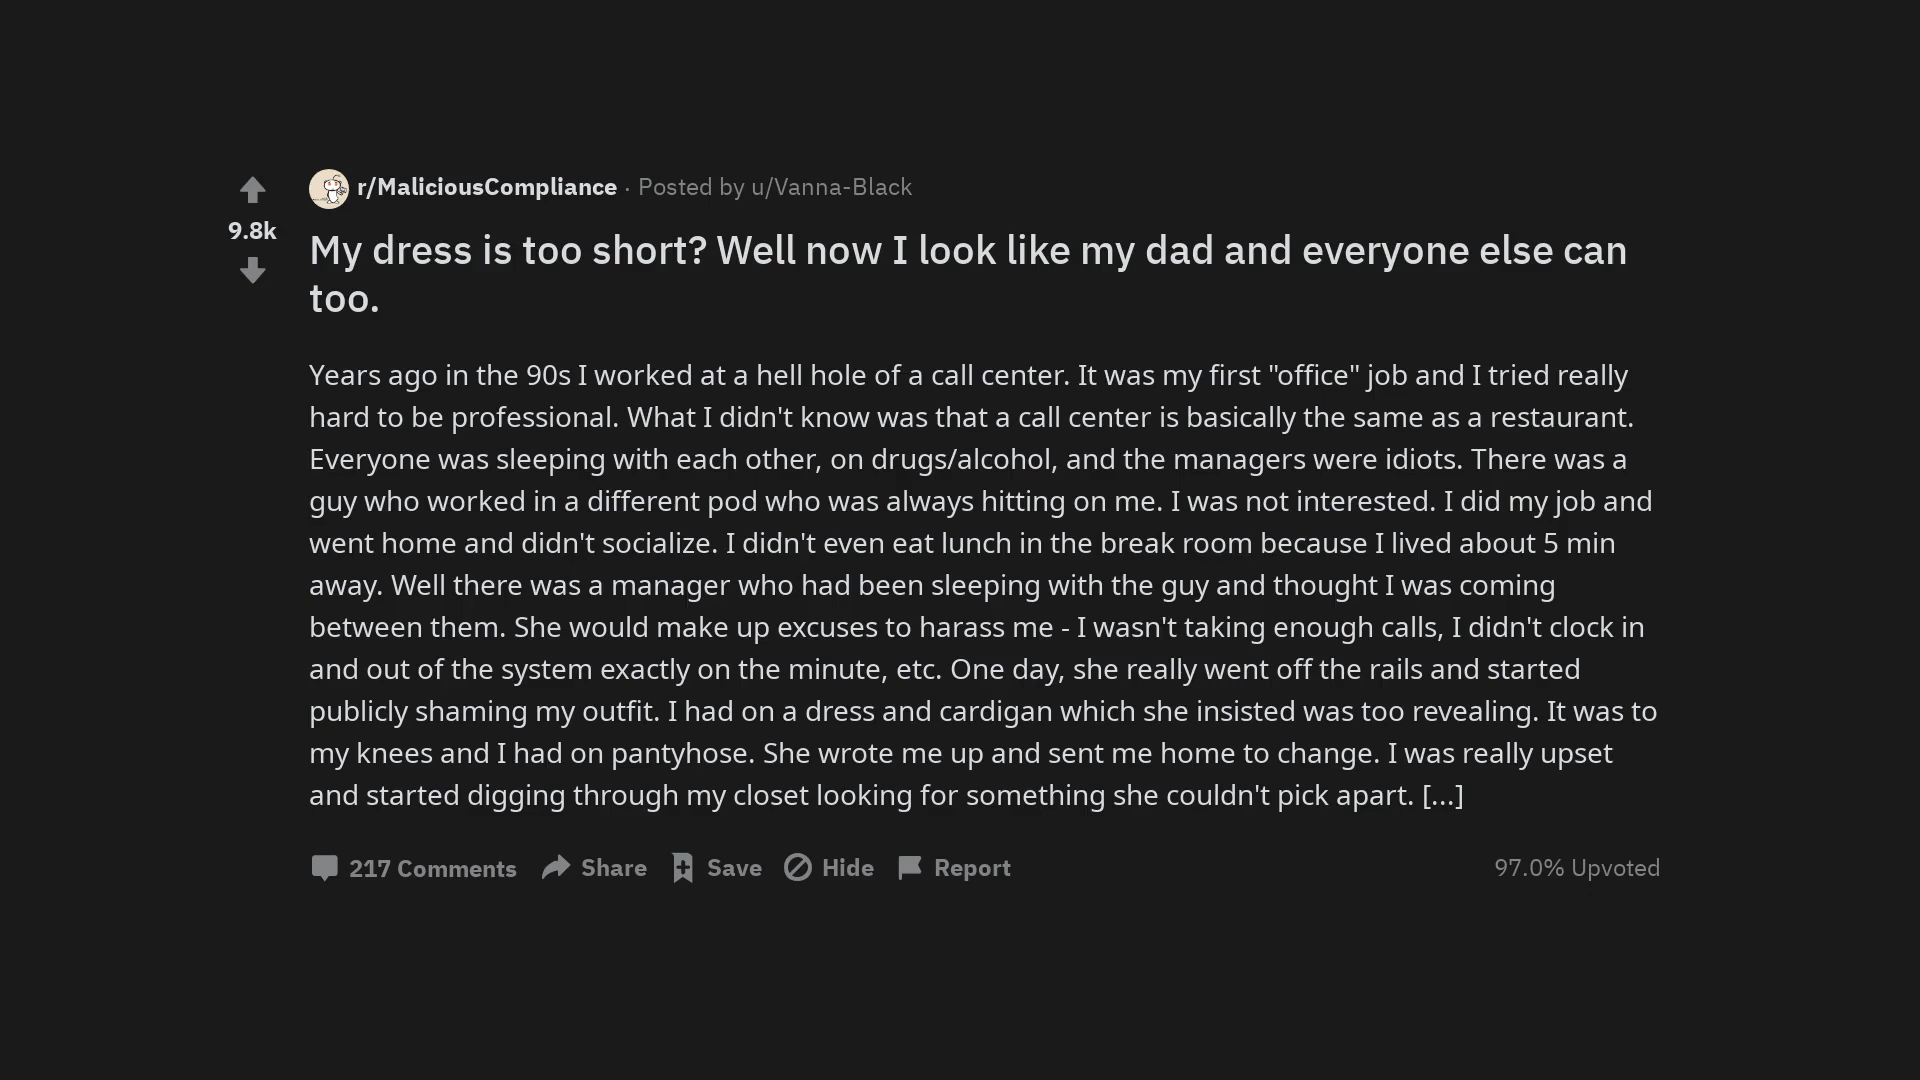 r/MaliciousCompliance · Posted by u/Vanna-Black
9.8k
My dress is too short? Well now I look like my dad and everyone else can
too.
Years ago in the 90s I worked at a hell hole of a call center. It was my first "office" job and I tried really
hard to be professional. What I didn't know was that a call center is basically the same as a restaurant.
Everyone was sleeping with each other, on drugs/alcohol, and the managers were idiots. There was a
guy who worked in a different pod who was always hitting on me. I was not interested. I did my job and
went home and didn't socialize. I didn't even eat lunch in the break room because I lived about 5 min
away. Well there was a manager who had been sleeping with the guy and thought I was coming
between them. She would make up excuses to harass me - I wasn't taking enough calls, I didn't clock in
and out of the system exactly on the minute, etc. One day, she really went off the rails and started
publicly shaming my outfit. I had on a dress and cardigan which she insisted was too revealing. It was to
my knees and I had on pantyhose. She wrote me up and sent me home to change. I was really upset
and started digging through my closet looking for something she couldn't pick apart. [...]
217 Comments Share Save Hide Report 97.0% Upvoted